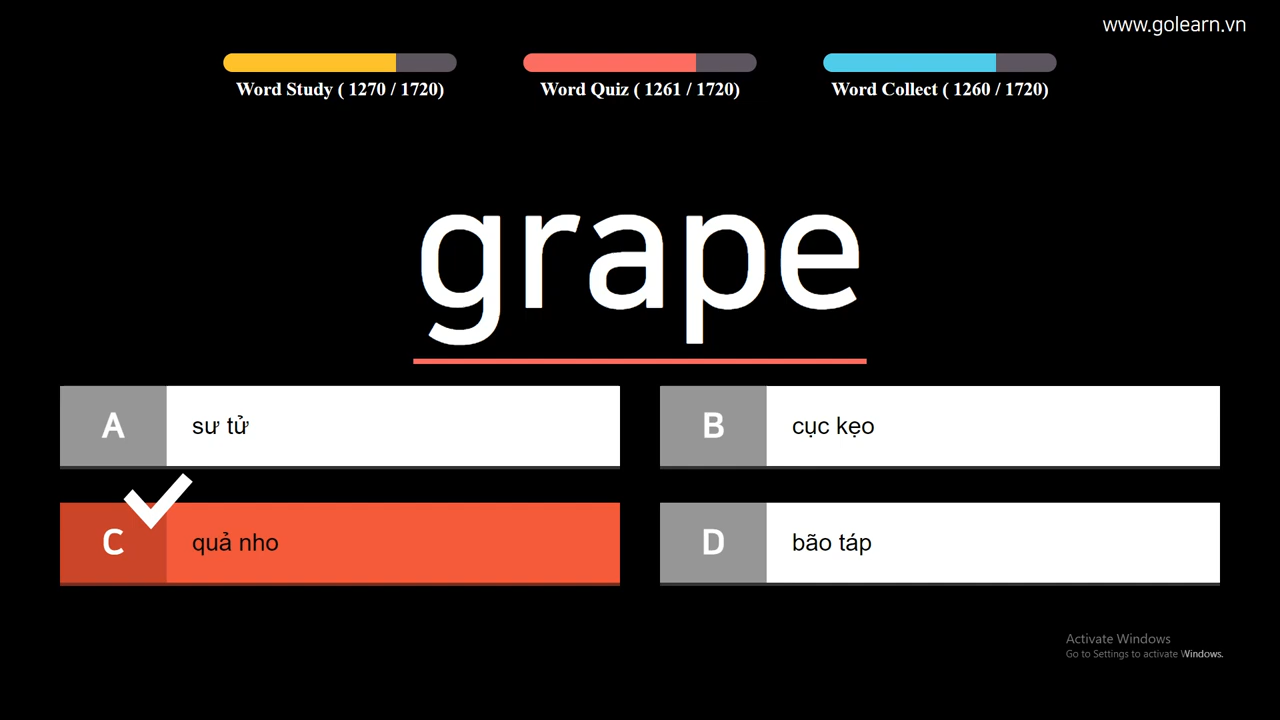 www.golearn.vn
Word Study ( 1270 / 1720)
Word Quiz ( 1261 / 1720)
Word Collect ( 1260 / 1720)
grape
A sư tử
B cục kẹo
C quả nho
D bão táp
Activate Windows
Go to Settings to activate Windows.